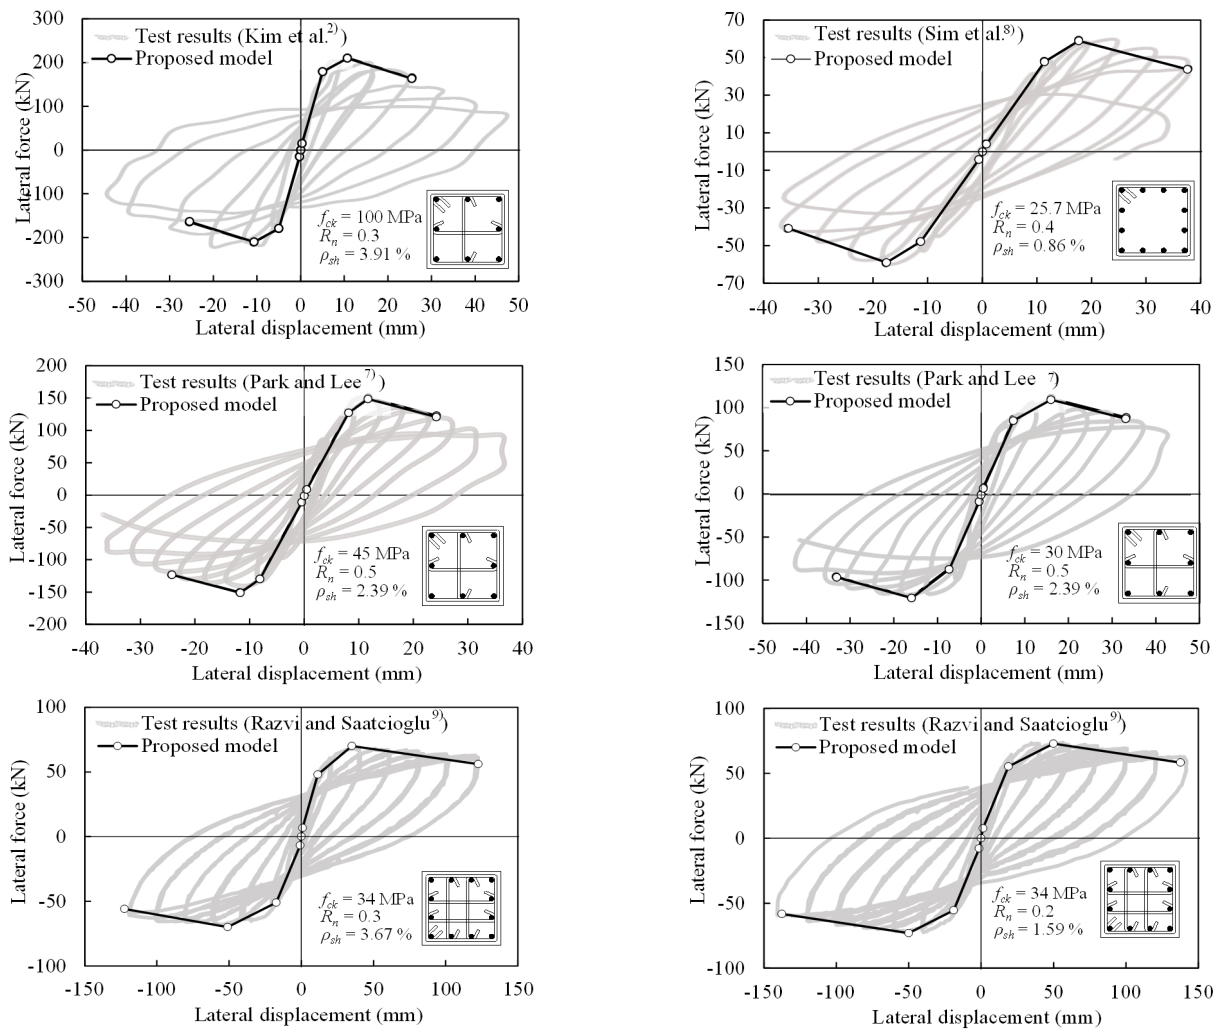 300
200
100
0
100
-200
-300
-50 -40 -30 -20 -10 0 10 20 30 40 50
Lateral force (kN)
Lateral displacement (mm)
Test results (Kim et al.2))
Proposed model
fck = 100 MPa
Rn = 0.3
ρsh = 3.91 %
70
50
30
10
-10
-30
-50
-70
-40 -30 -20 -10 0 10 20 30 40
Lateral force (kN)
Lateral displacement (mm)
Test results (Sim et al.8))
Proposed model
fck = 25.7 MPa
Rn = 0.4
ρsh = 0.86 %
200
150
100
50
0
-50
-100
-150
-200
-40 -30 -20 -10 0 10 20 30 40
Lateral force (kN)
Lateral displacement (mm)
Test results (Park and Lee7))
Proposed model
fck = 45 MPa
Rn = 0.5
ρsh = 2.39 %
150
100
50
0
-50
-100
-150
-50 -40 -30 -20 -10 0 10 20 30 40 50
Lateral force (kN)
Lateral displacement (mm)
Test results (Park and Lee 7)
Proposed model
fck = 30 MPa
Rn = 0.5
ρsh = 2.39 %
100
50
0
-50
-100
-150 -100 -50 0 50 100 150
Lateral force (kN)
Lateral displacement (mm)
Test results (Razvi and Saatcioglu9))
Proposed model
fck = 34 MPa
Rn = 0.3
ρsh = 3.67 %
100
50
0
-50
-100
-150 -100 -50 0 50 100 150
Lateral force (kN)
Lateral displacement (mm)
Test results (Razvi and Saatcioglu9))
Proposed model
fck = 34 MPa
Rn = 0.2
ρsh = 1.59 %